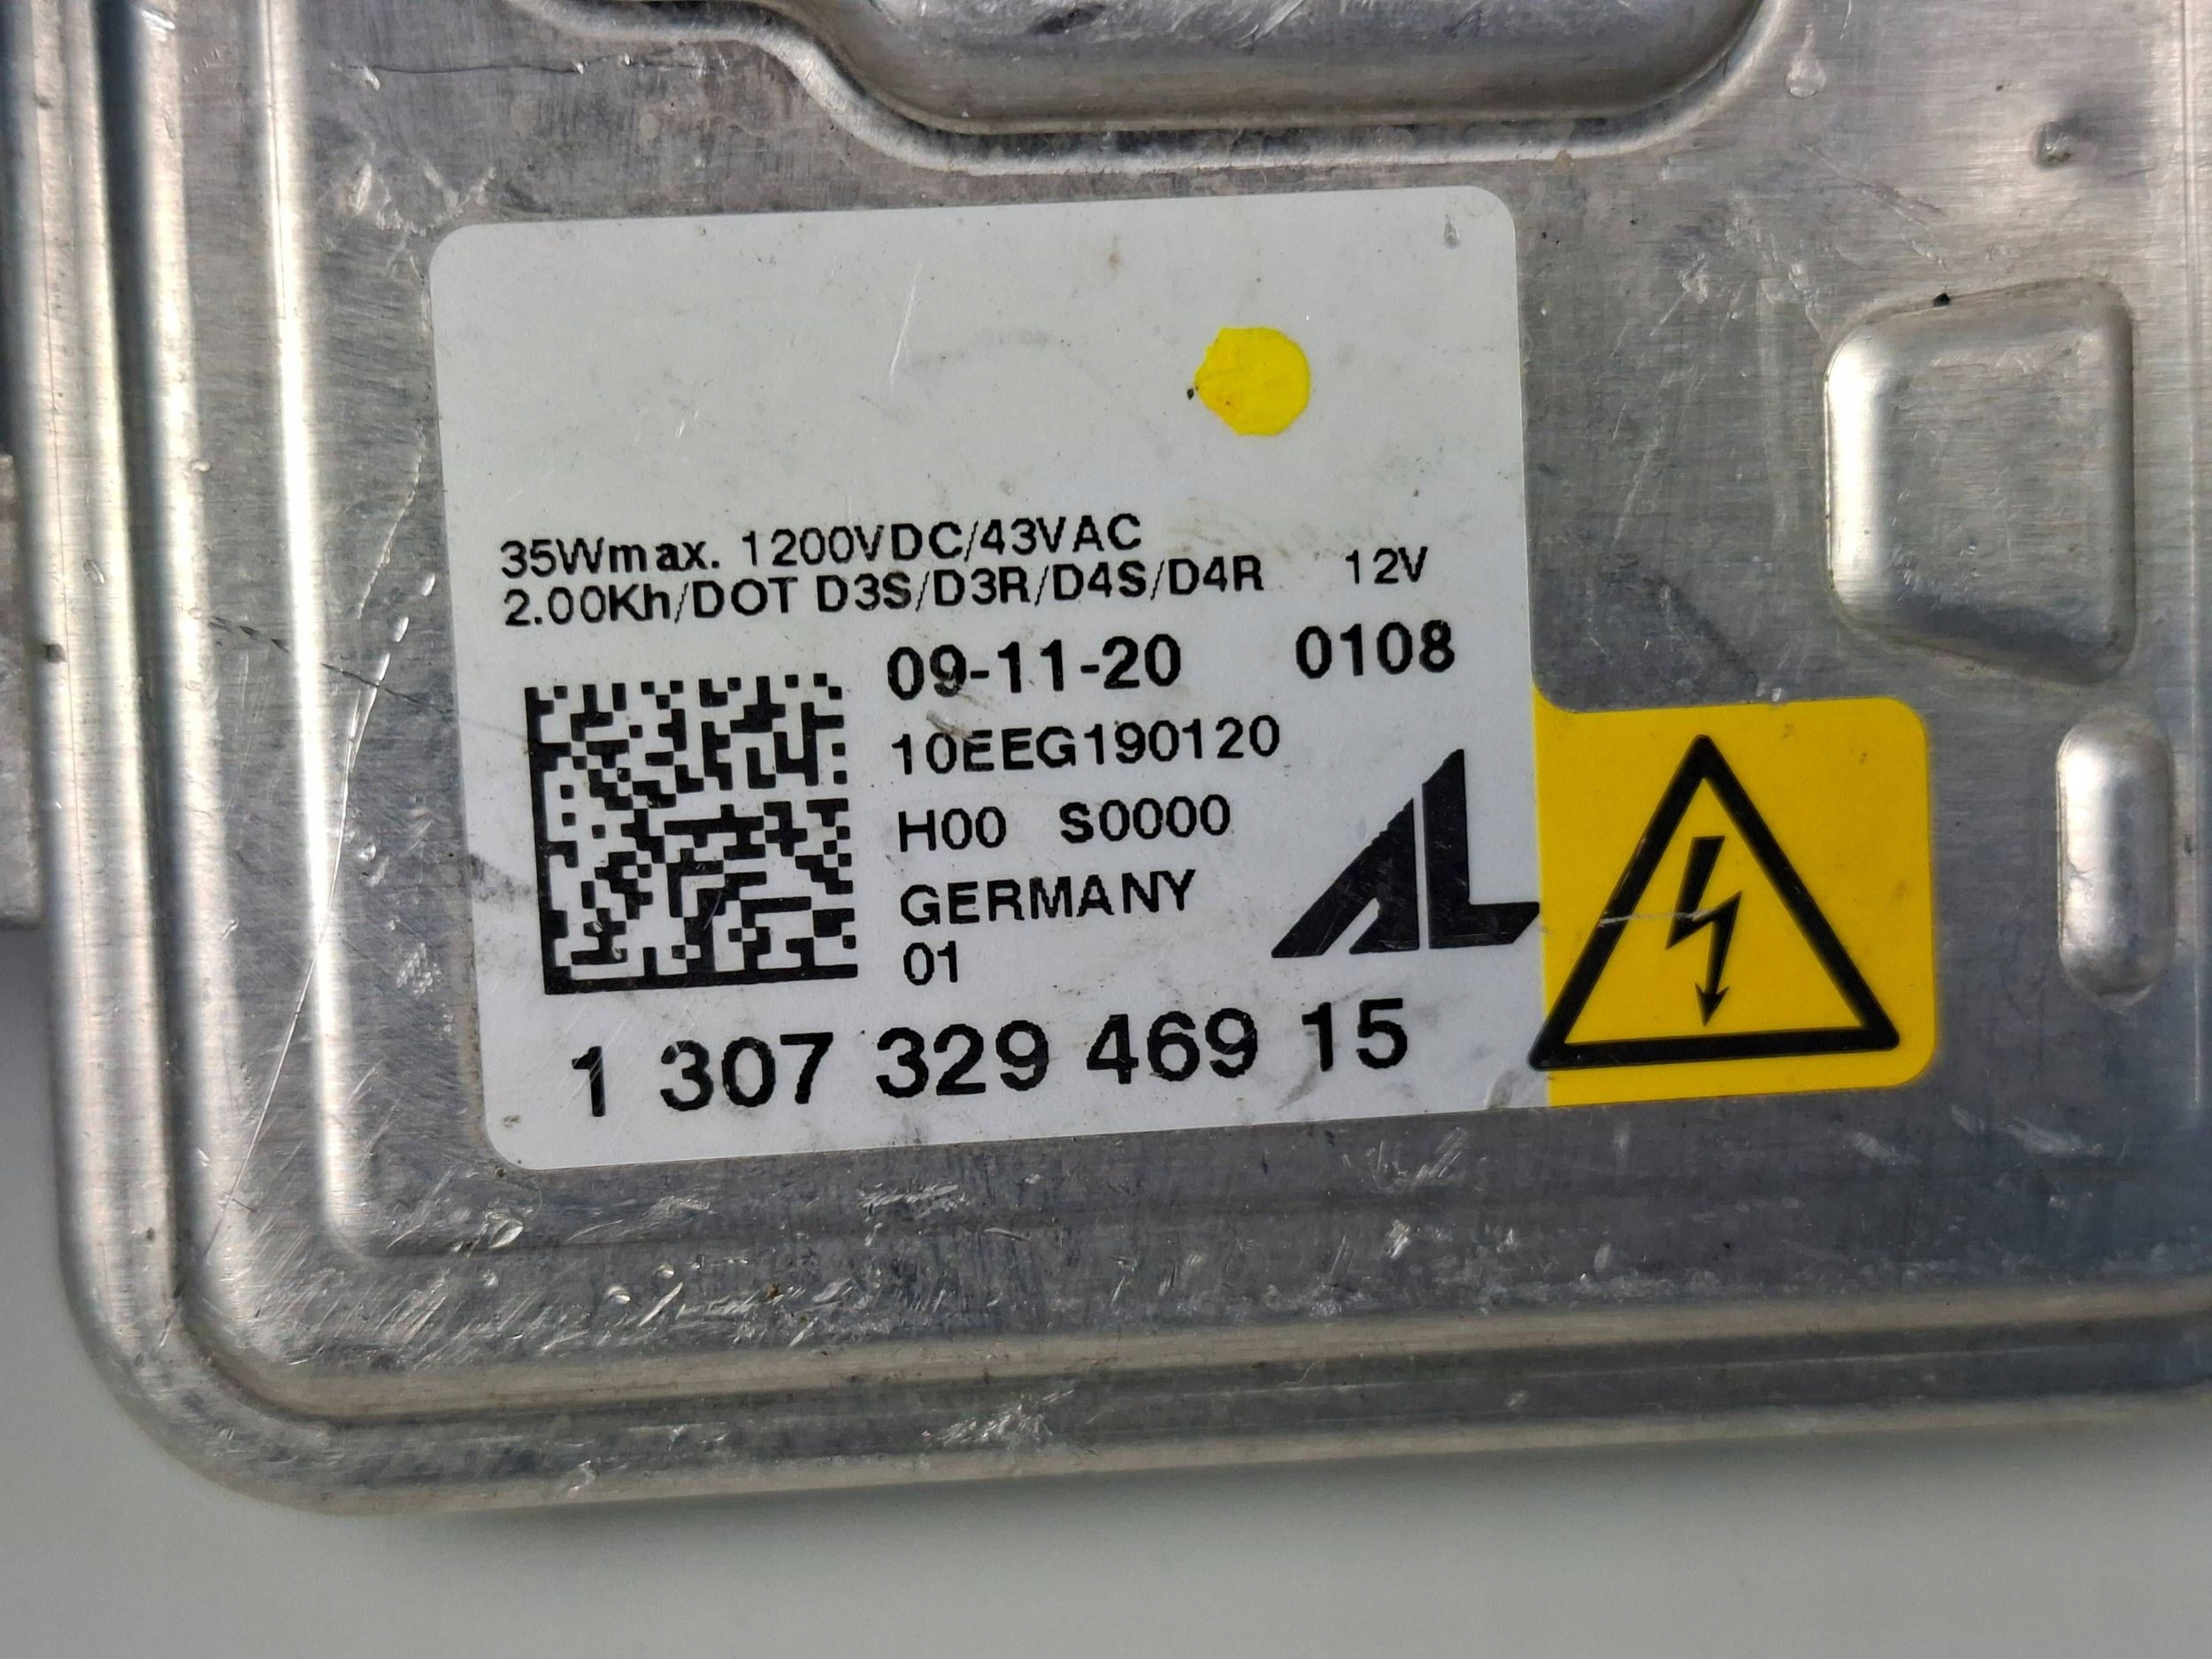 35Wmax. 1200VDC/43VAC
2.00Kh/DOT D3S/D3R/D4S/D4R 12V
09-11-20 0108
10EEG190120
H00 S0000
GERMANY
01
AL
1 307 329 469 15